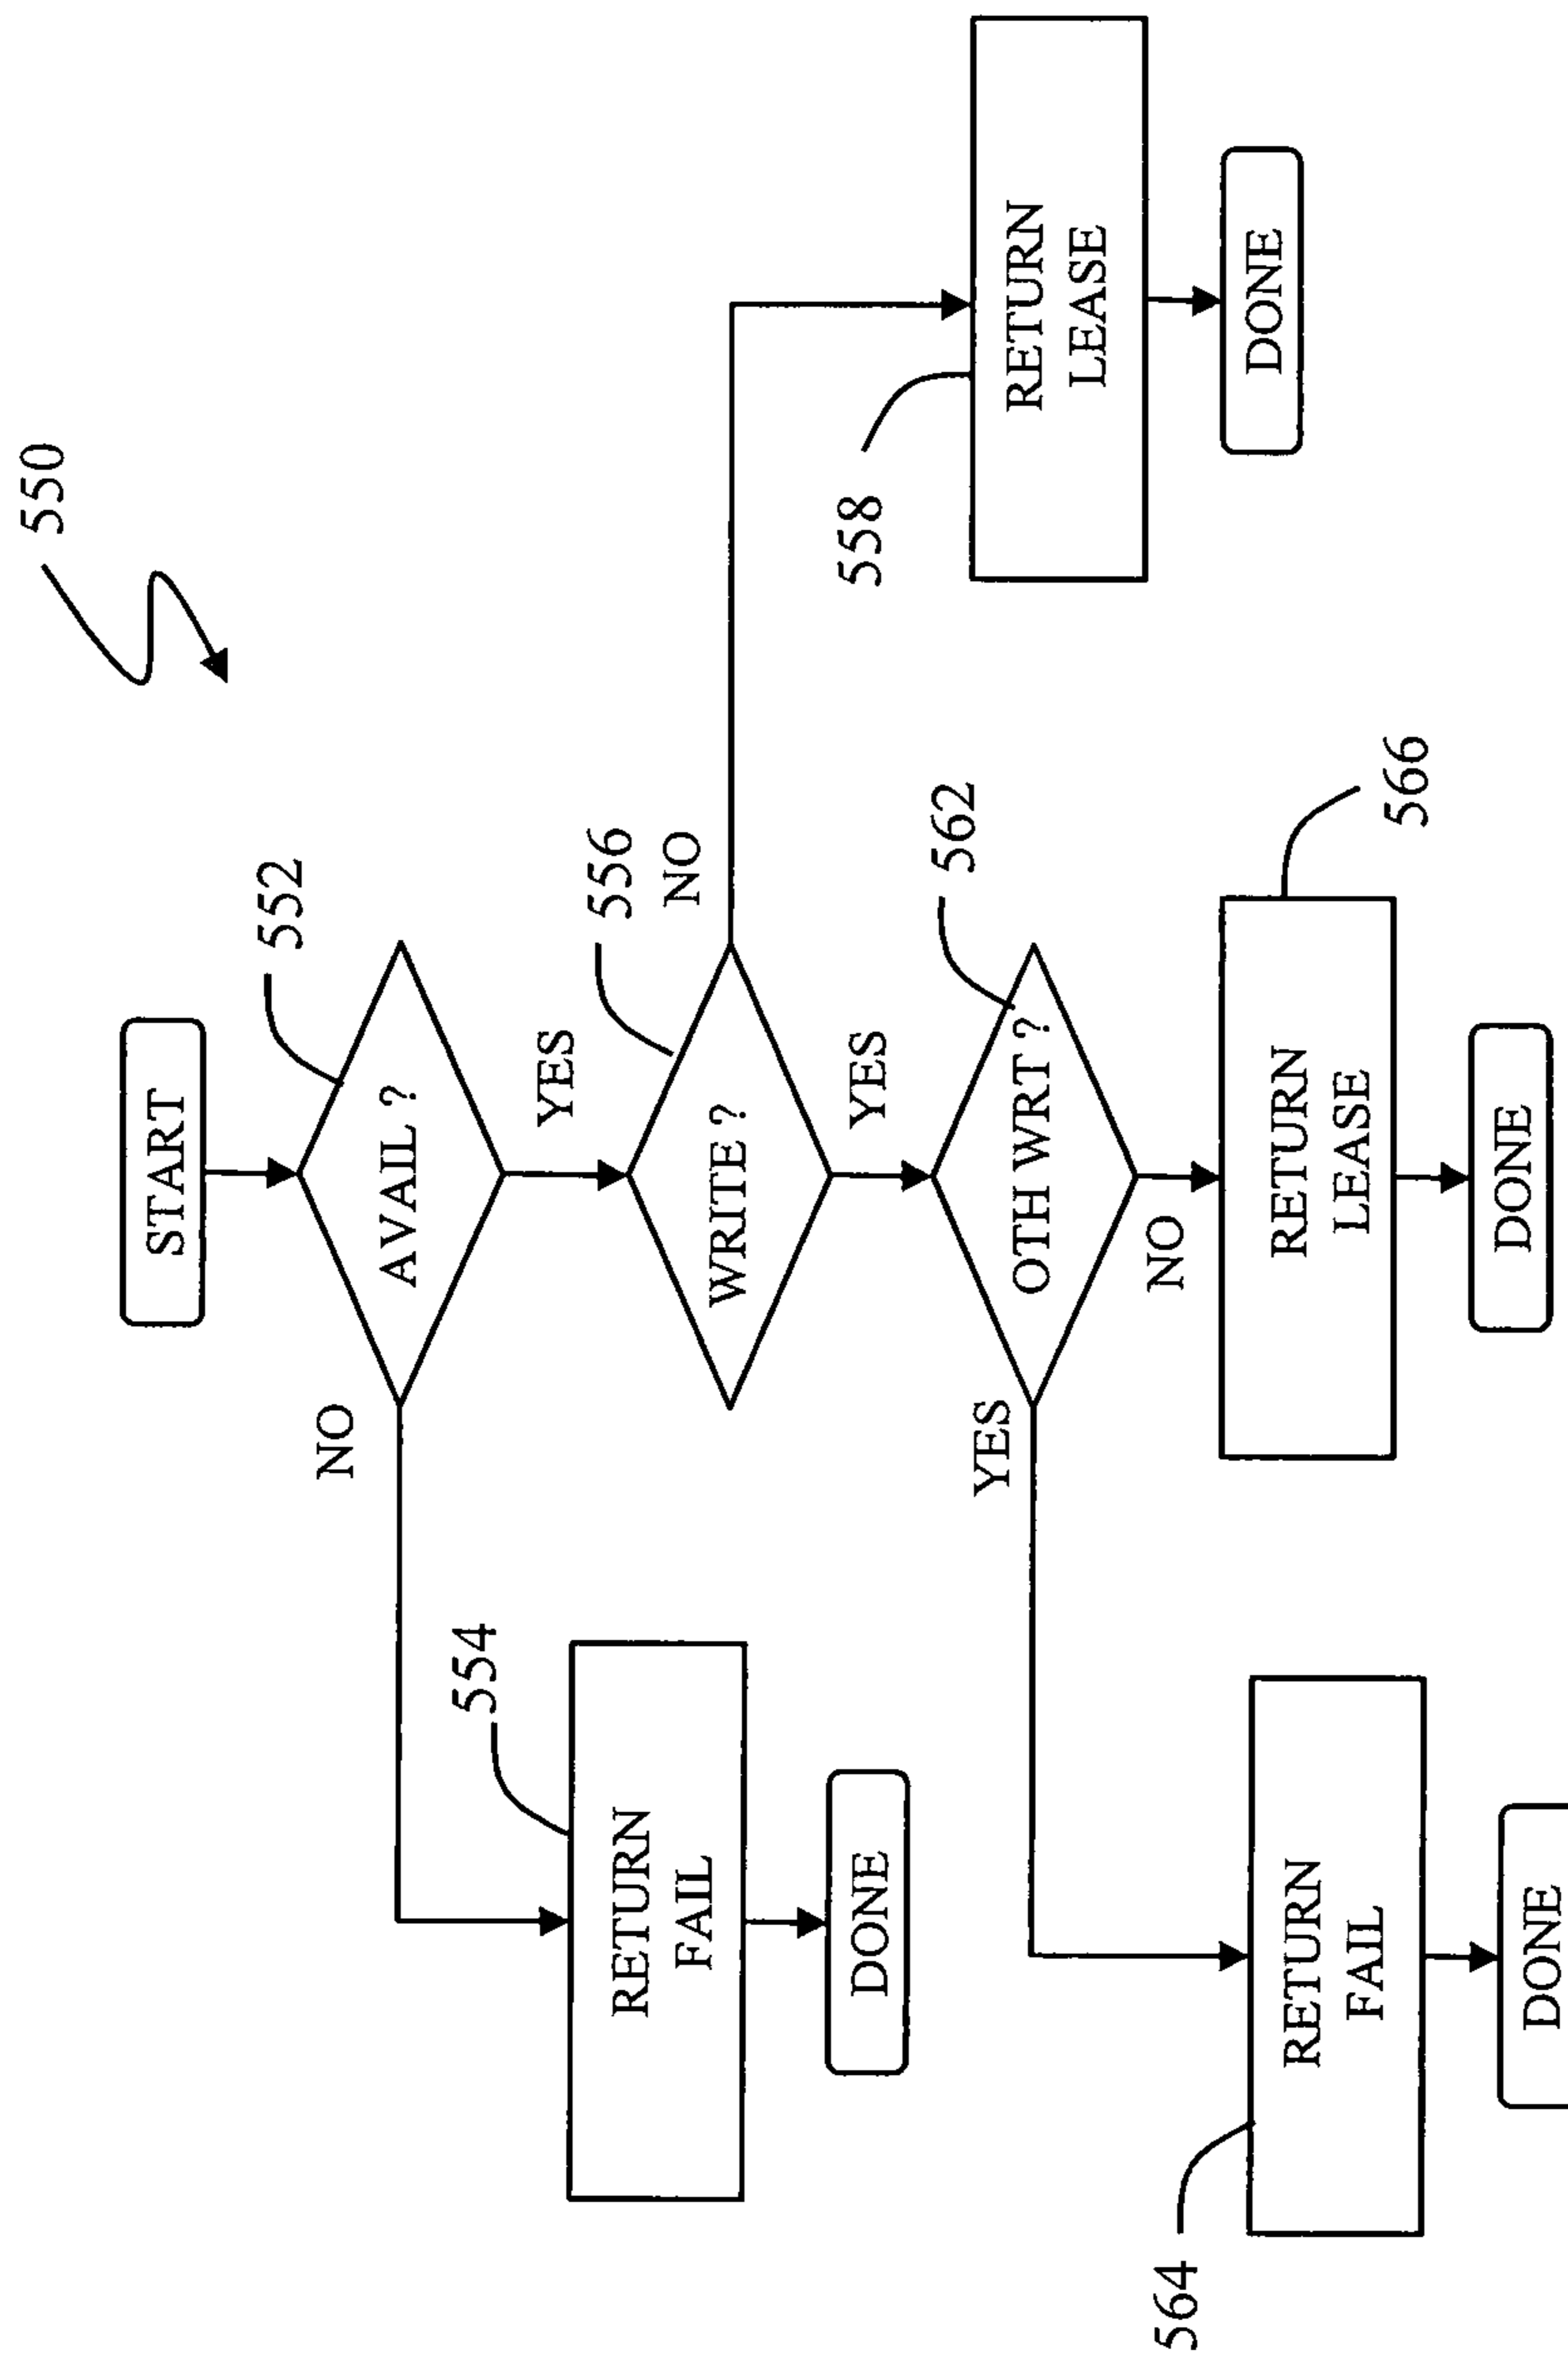 550
START
552
AVAIL ?
NO
YES
554
RETURN
FAIL
DONE
556
WRITE ?
NO
YES
558
RETURN
LEASE
DONE
562
OTH WRT ?
YES
NO
564
RETURN
FAIL
DONE
566
RETURN
LEASE
DONE